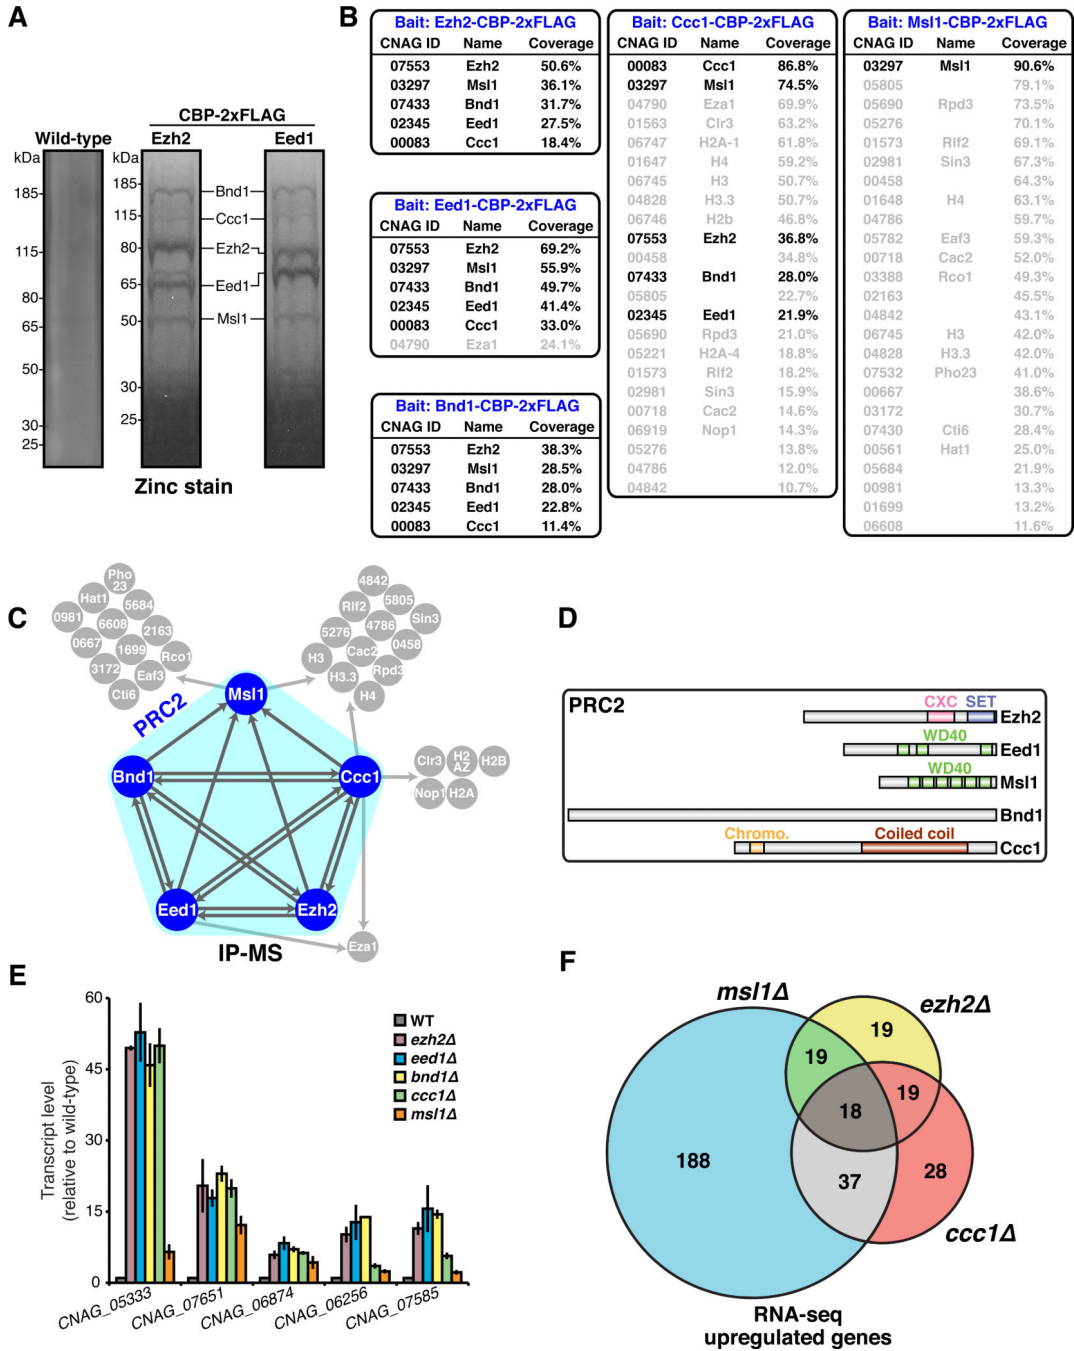 A
CBP-2xFLAG
Wild-type
Ezh2
Eed1
kDa
185
115
80
65
50
30
25
kDa
185
115
80
65
50
30
25
Bnd1
Ccc1
Ezh2
Eed1
Msl1
Zinc stain
B
Bait: Ezh2-CBP-2xFLAG
CNAG ID Name Coverage
07553 Ezh2 50.6%
03297 Msl1 36.1%
07433 Bnd1 31.7%
02345 Eed1 27.5%
00083 Ccc1 18.4%
Bait: Eed1-CBP-2xFLAG
CNAG ID Name Coverage
07553 Ezh2 69.2%
03297 Msl1 55.9%
07433 Bnd1 49.7%
02345 Eed1 41.4%
00083 Ccc1 33.0%
04790 Eza1 24.1%
Bait: Bnd1-CBP-2xFLAG
CNAG ID Name Coverage
07553 Ezh2 38.3%
03297 Msl1 28.5%
07433 Bnd1 28.0%
02345 Eed1 22.8%
00083 Ccc1 11.4%
Bait: Ccc1-CBP-2xFLAG
CNAG ID Name Coverage
00083 Ccc1 86.8%
03297 Msl1 74.5%
04790 Eza1 69.9%
01563 Clr3 63.2%
06747 H2A-1 61.8%
01647 H4 59.2%
06745 H3 50.7%
04828 H3.3 50.7%
06746 H2b 46.8%
07553 Ezh2 36.8%
00458 34.8%
07433 Bnd1 28.0%
05805 22.7%
02345 Eed1 21.9%
05690 Rpd3 21.0%
05221 H2A-4 18.8%
01573 Rlf2 18.2%
02981 Sin3 15.9%
00718 Cac2 14.6%
06919 Nop1 14.3%
05276 13.8%
04786 12.0%
04842 10.7%
Bait: Msl1-CBP-2xFLAG
CNAG ID Name Coverage
03297 Msl1 90.6%
05805 79.1%
05690 Rpd3 73.5%
05276 70.1%
01573 Rlf2 69.1%
02981 Sin3 67.3%
00458 64.3%
01648 H4 63.1%
04786 59.7%
05782 Eaf3 59.3%
00718 Cac2 52.0%
03388 Rco1 49.3%
02163 45.5%
04842 43.1%
06745 H3 42.0%
04828 H3.3 42.0%
07532 Pho23 41.0%
00667 38.6%
03172 30.7%
07430 Cti6 28.4%
00561 Hat1 25.0%
05684 21.9%
00981 13.3%
01699 13.2%
06608 11.6%
C
Pho
23
Hat1
5684
0981
6608
2163
0667
1699
Rco1
3172
Eaf3
Cti6
4842
Rlf2
5805
5276
4786
Sin3
H3
Cac2
0458
H3.3
Rpd3
H4
PRC2
Msl1
Bnd1
Ccc1
Eed1
Ezh2
Clr3
H2
AZ
H2B
Nop1
H2A
Eza1
IP-MS
D
PRC2
CXC SET
Ezh2
WD40
Eed1
WD40
Msl1
Bnd1
Chromo. Coiled coil
Ccc1
E
Transcript level
(relative to wild-type)
60
45
30
15
0
WT
ezh2Δ
eed1Δ
bnd1Δ
ccc1Δ
msl1Δ
CNAG_05333
CNAG_07651
CNAG_06874
CNAG_06256
CNAG_07585
F
msl1Δ
ezh2Δ
19
19
19
18
188
37
28
ccc1Δ
RNA-seq
upregulated genes